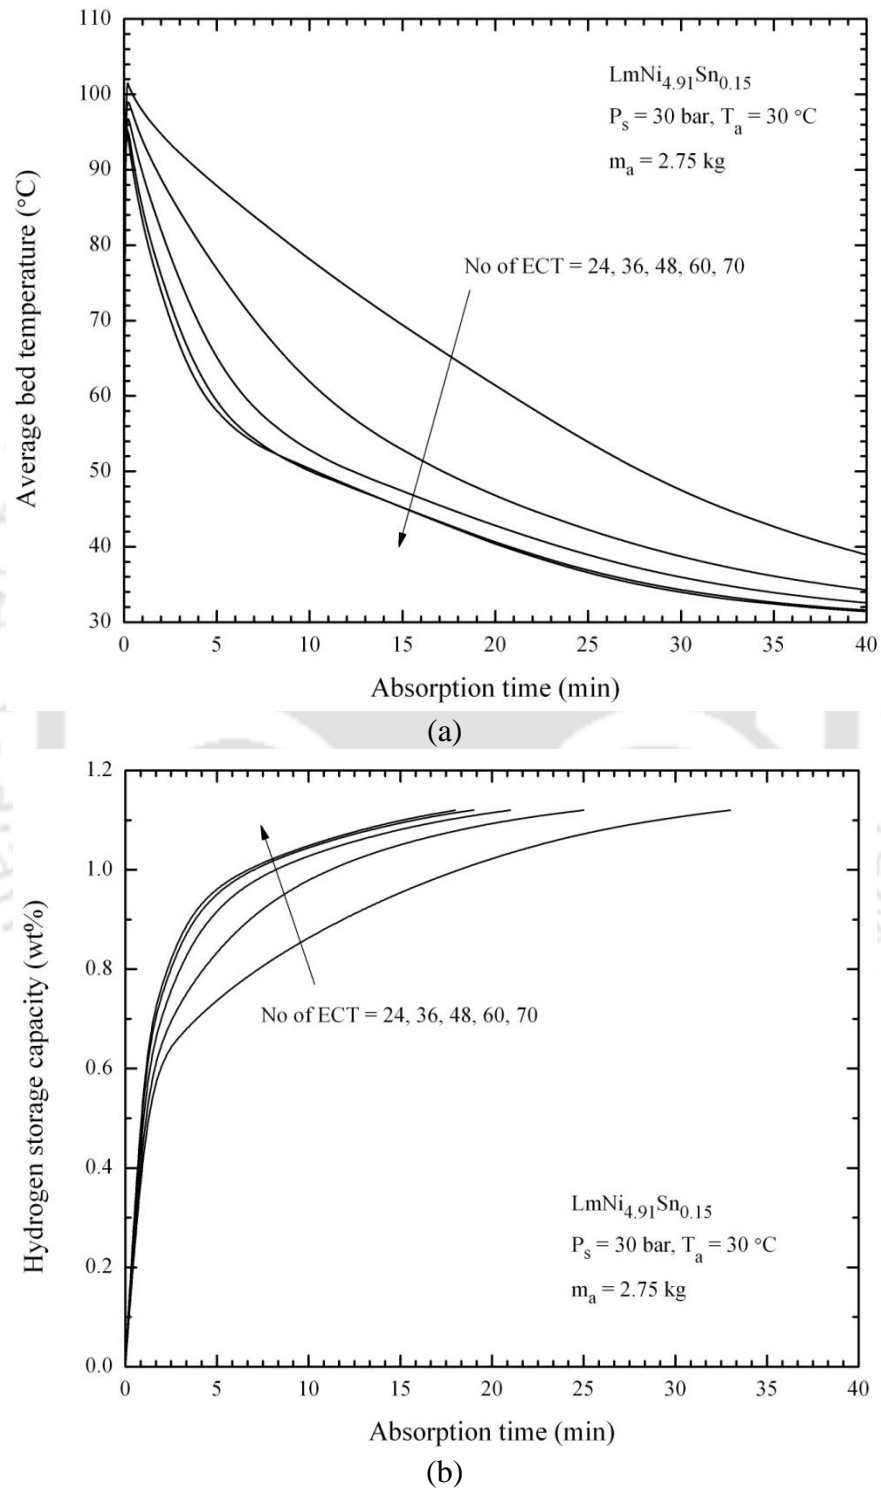 110
100
90
80
70
60
50
40
30
Average bed temperature (°C)
LmNi4.91Sn0.15
Ps = 30 bar, Ta = 30 °C
ma = 2.75 kg
No of ECT = 24, 36, 48, 60, 70
0 5 10 15 20 25 30 35 40
Absorption time (min)
(a)
1.2
1.0
0.8
0.6
0.4
0.2
0.0
Hydrogen storage capacity (wt%)
No of ECT = 24, 36, 48, 60, 70
LmNi4.91Sn0.15
Ps = 30 bar, Ta = 30 °C
ma = 2.75 kg
0 5 10 15 20 25 30 35 40
Absorption time (min)
(b)